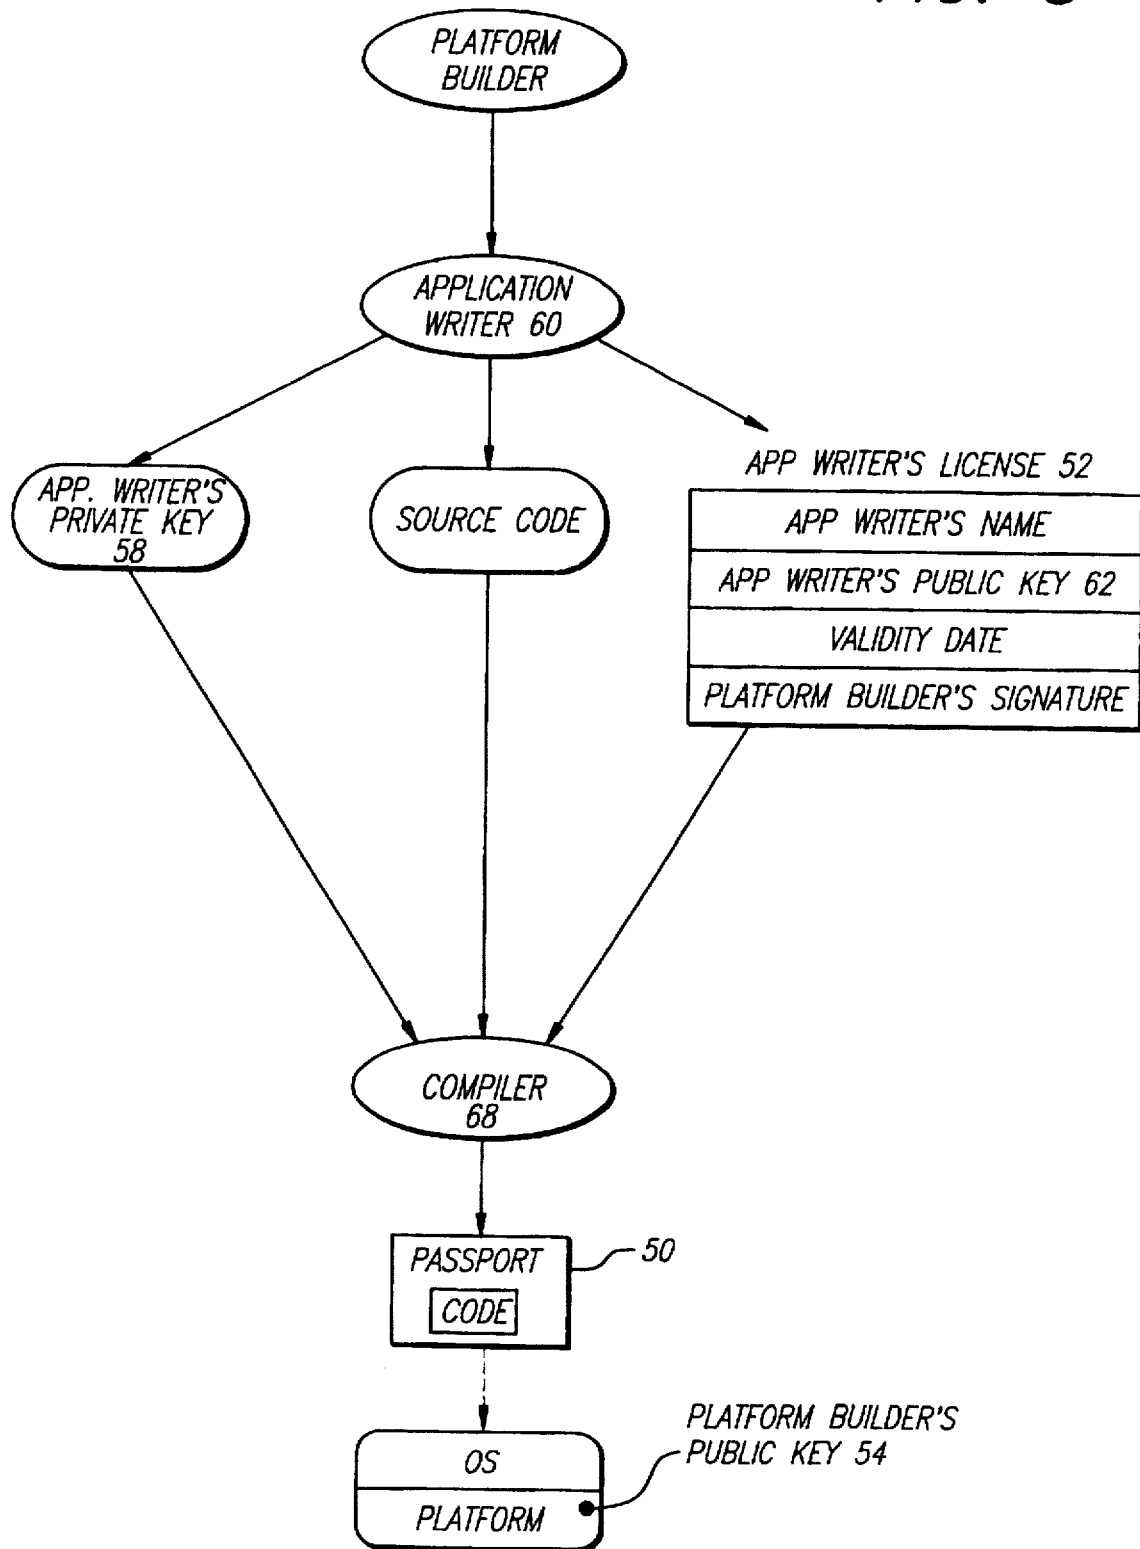 PLATFORM
BUILDER
APPLICATION
WRITER 60
APP. WRITER'S
PRIVATE KEY
58
SOURCE CODE
APP WRITER'S LICENSE 52
APP WRITER'S NAME
APP WRITER'S PUBLIC KEY 62
VALIDITY DATE
PLATFORM BUILDER'S SIGNATURE
COMPILER
68
PASSPORT
CODE
50
OS
PLATFORM
PLATFORM BUILDER'S
PUBLIC KEY 54